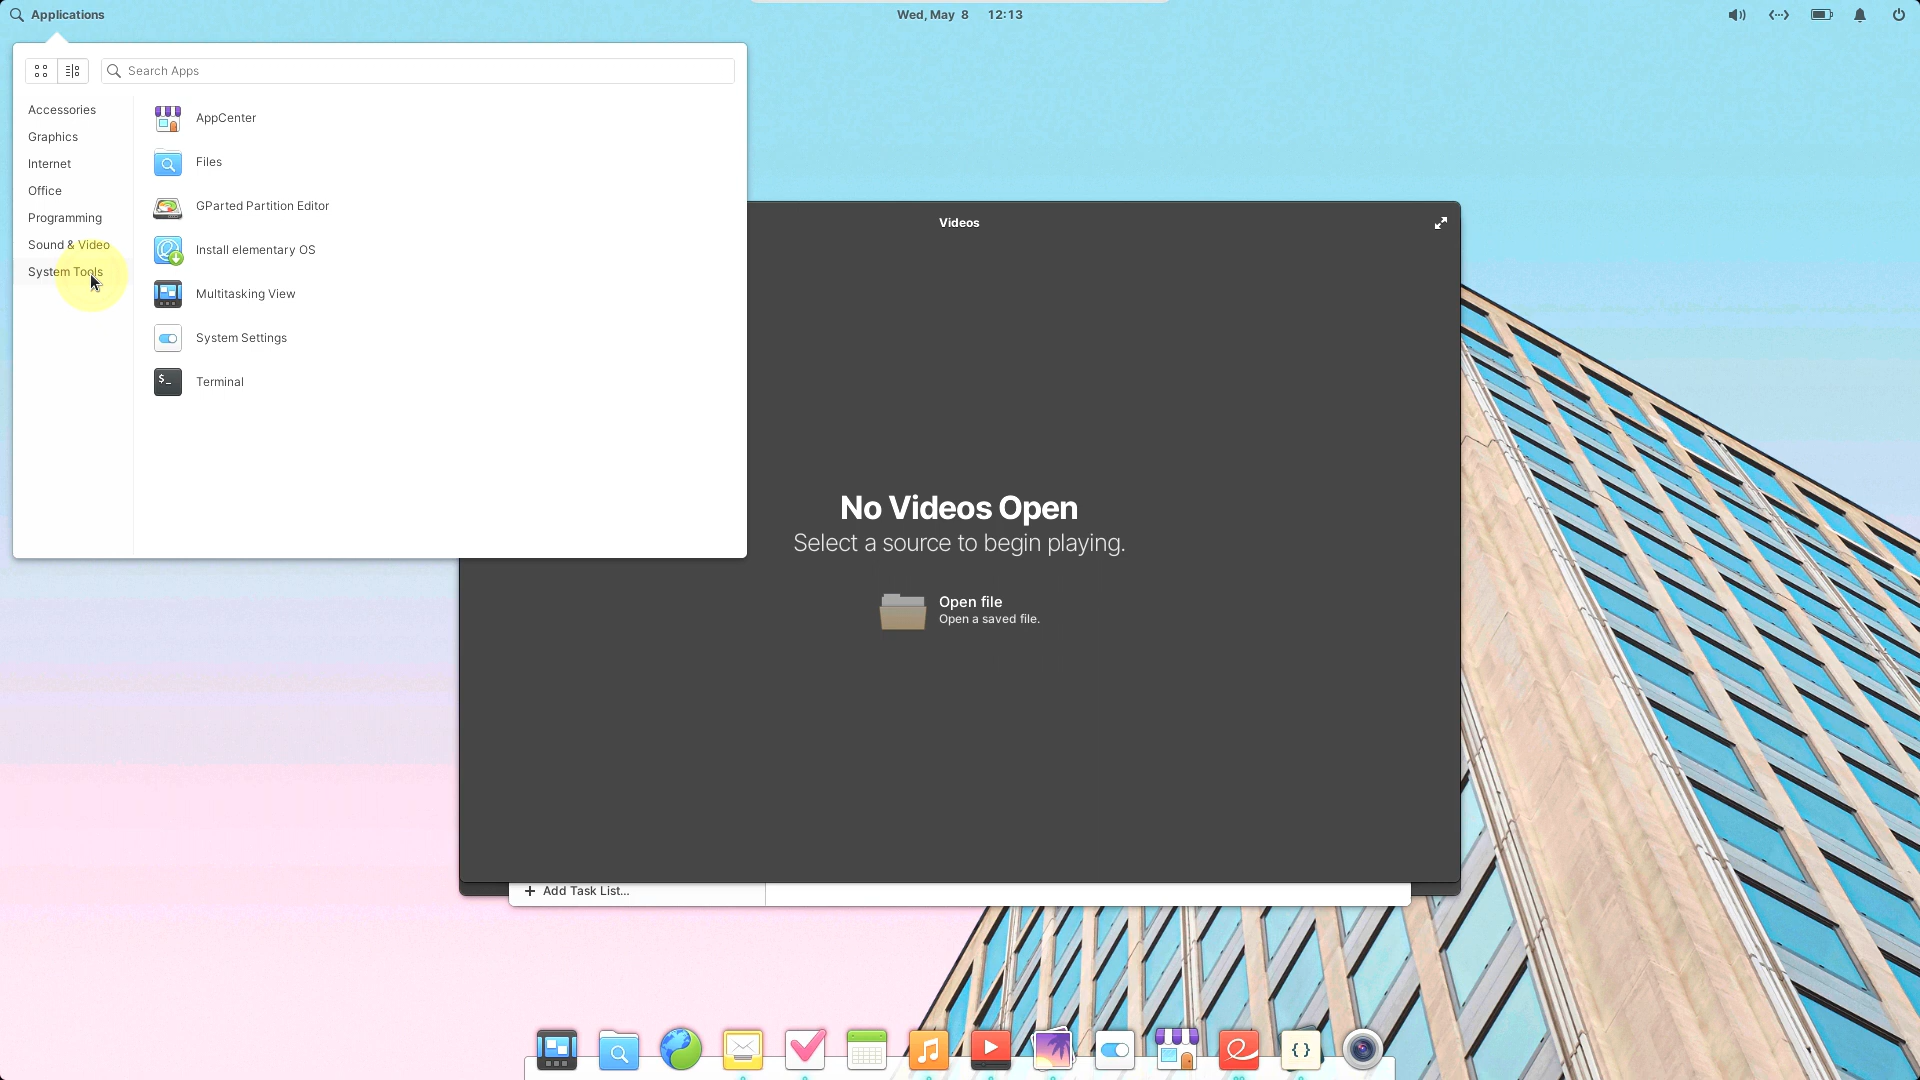 Applications
Wed, May 8 12:13
Search Apps
Accessories
Graphics
Internet
Office
Programming
Sound & Video
System Tools
AppCenter
Files
GParted Partition Editor
Install elementary OS
Multitasking View
System Settings
$_
Terminal
Videos
No Videos Open
Select a source to begin playing.
Open file
Open a saved file.
+ Add Task List...
{ }